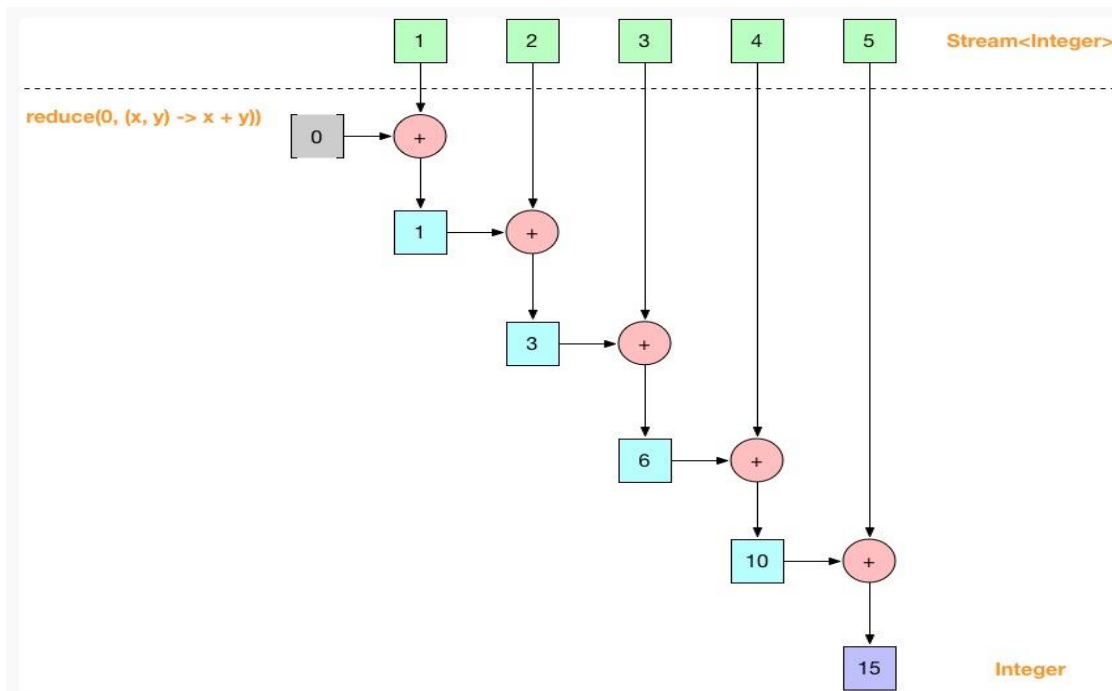 1 2 3 4 5 Stream<Integer>
reduce(0, (x, y) -> x + y))
0 +
1 +
3 +
6 +
10 +
15 Integer